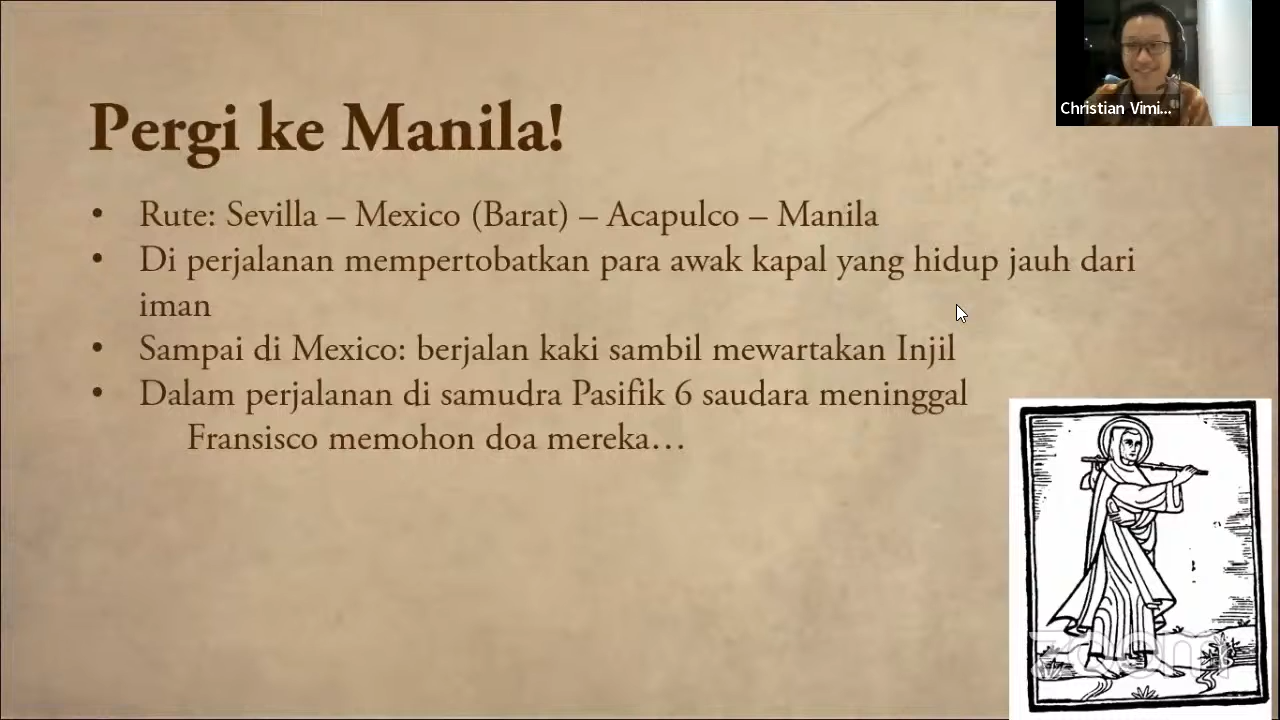 Pergi ke Manila!
Christian Vimi...
• Rute: Sevilla – Mexico (Barat) – Acapulco – Manila
• Di perjalanan mempertobatkan para awak kapal yang hidup jauh dari
iman
• Sampai di Mexico: berjalan kaki sambil mewartakan Injil
• Dalam perjalanan di samudra Pasifik 6 saudara meninggal
Fransisco memohon doa mereka…
zoom